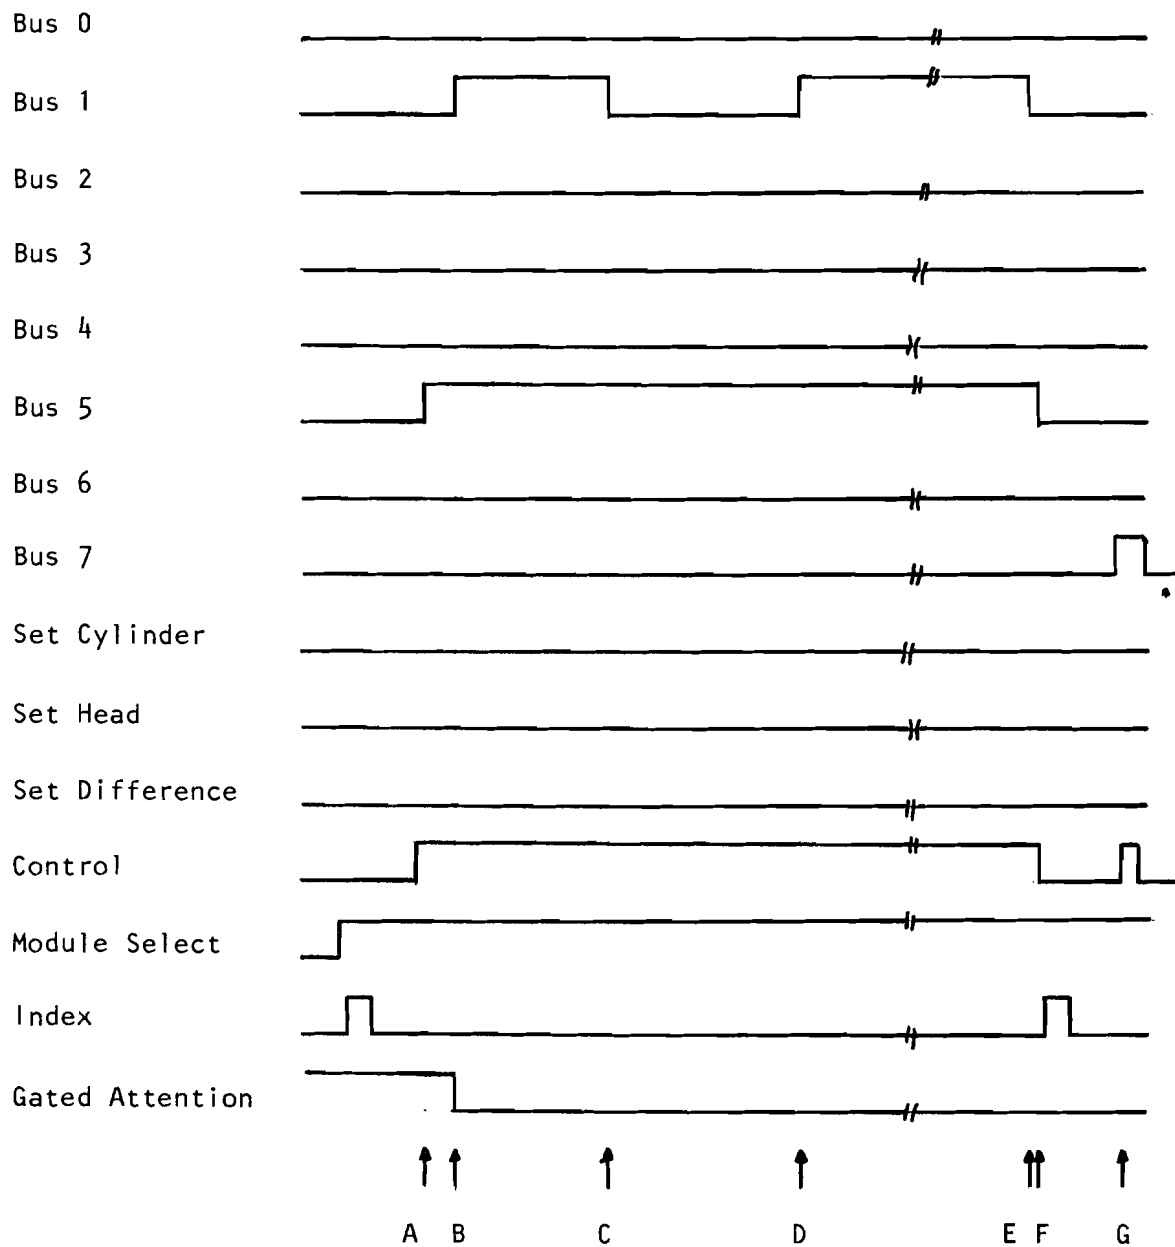 Bus 0
Bus 1
Bus 2
Bus 3
Bus 4
Bus 5
Bus 6
Bus 7
Set Cylinder
Set Head
Set Difference
Control
Module Select
Index
Gated Attention
A B C D E F G